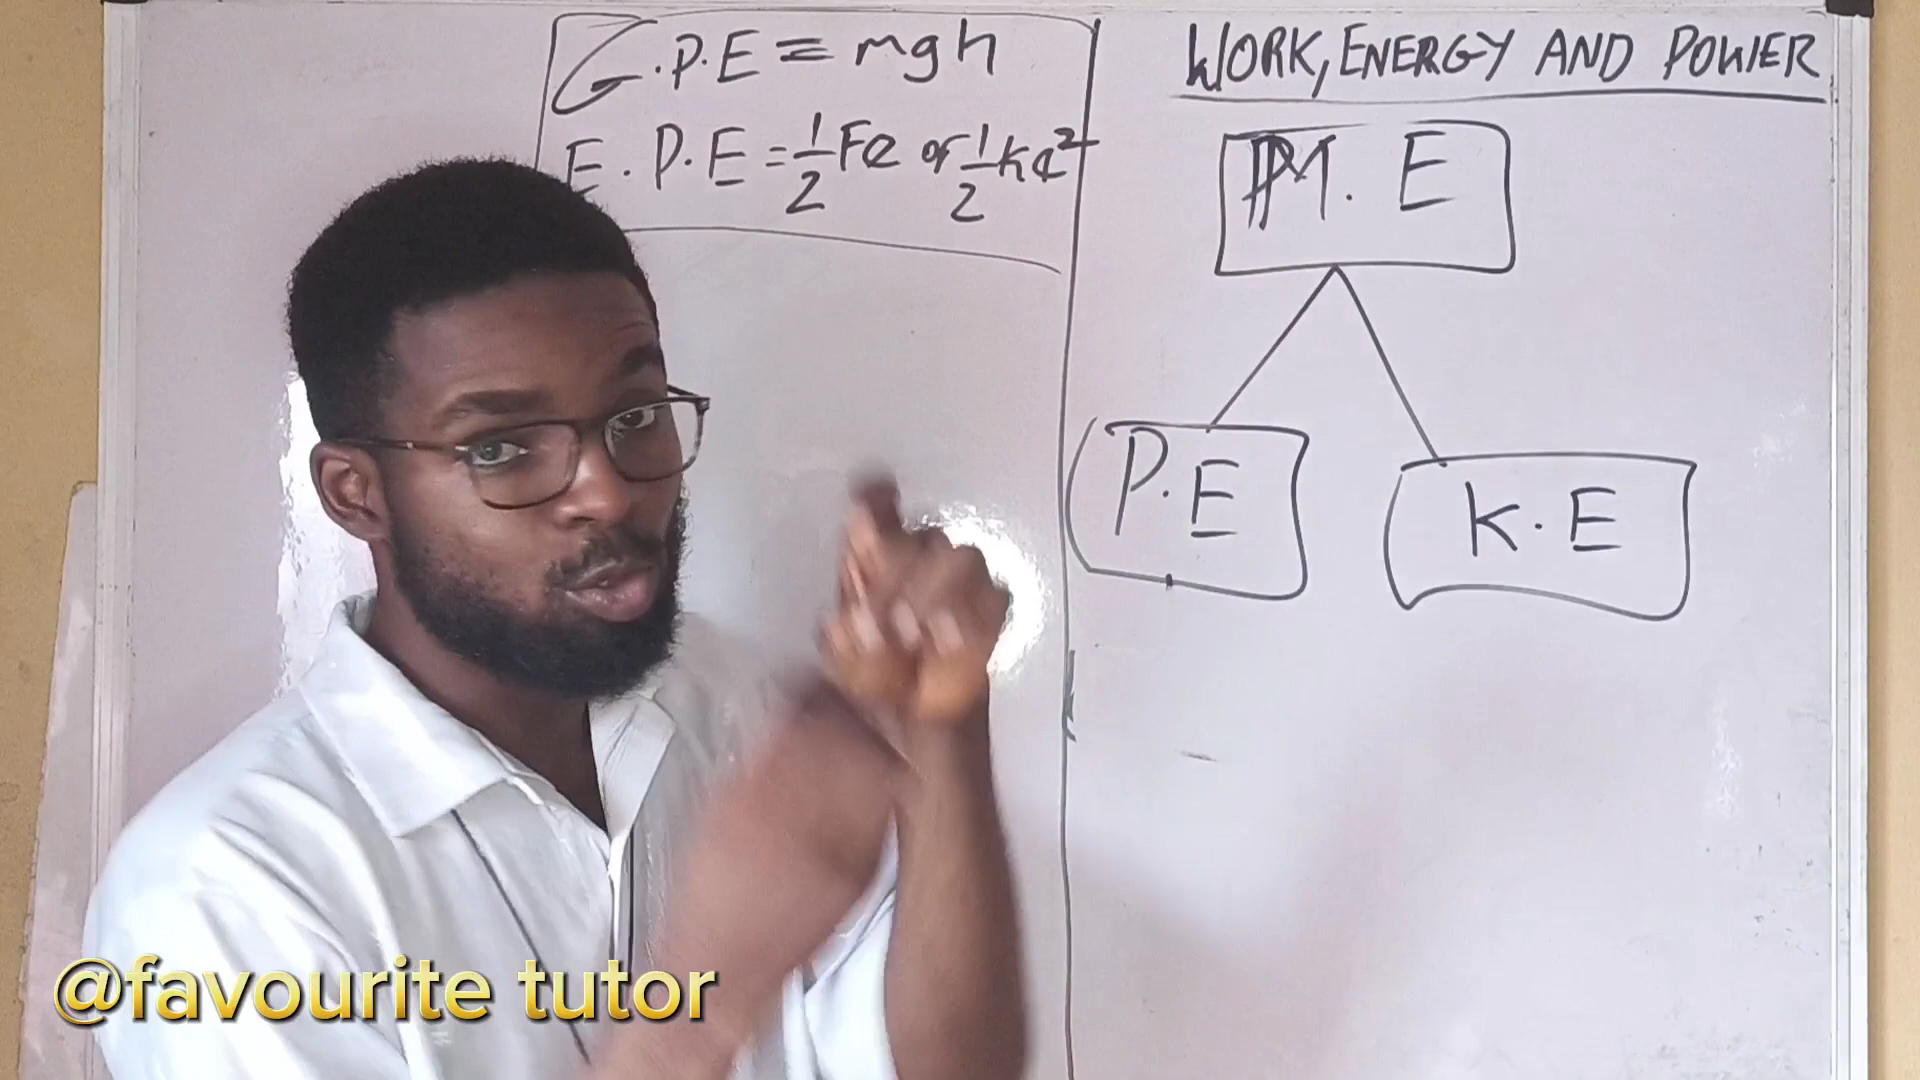 G.P.E = mgh
E.P.E = 1/2 Fe or 1/2 ke²
WORK, ENERGY AND POWER
M.E
P.E
K.E
@favourite tutor